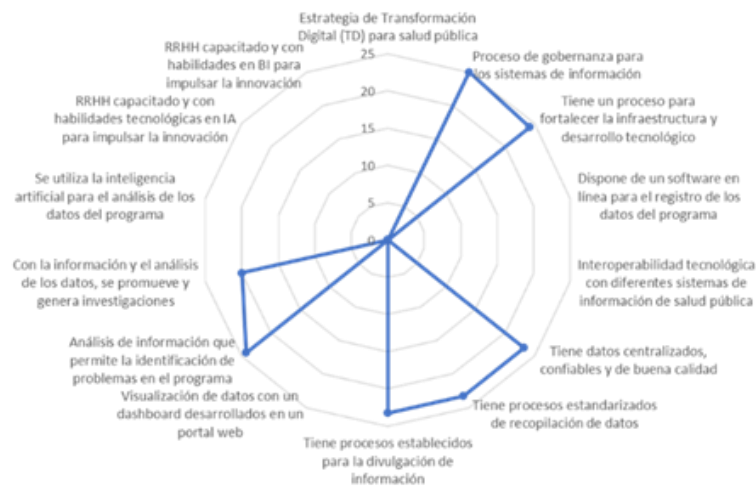 Estrategia de Transformación
Digital (TD) para salud pública
25
20
15
10
5
0
Proceso de gobernanza para
los sistemas de información
Tiene un proceso para
fortalecer la infraestructura y
desarrollo tecnológico
Dispone de un software en
línea para el registro de los
datos del programa
Interoperabilidad tecnológica
con diferentes sistemas de
información de salud pública
Tiene datos centralizados,
confiables y de buena calidad
Tiene procesos estandarizados
de recopilación de datos
Tiene procesos establecidos
para la divulgación de
información
Visualización de datos con un
dashboard desarrollados en un
portal web
Análisis de información que
permite la identificación de
problemas en el programa
Con la información y el análisis
de los datos, se promueve y
genera investigaciones
Se utiliza la inteligencia
artificial para el análisis de los
datos del programa
RRHH capacitado y con
habilidades tecnológicas en IA
para impulsar la innovación
RRHH capacitado y con
habilidades en BI para
impulsar la innovación